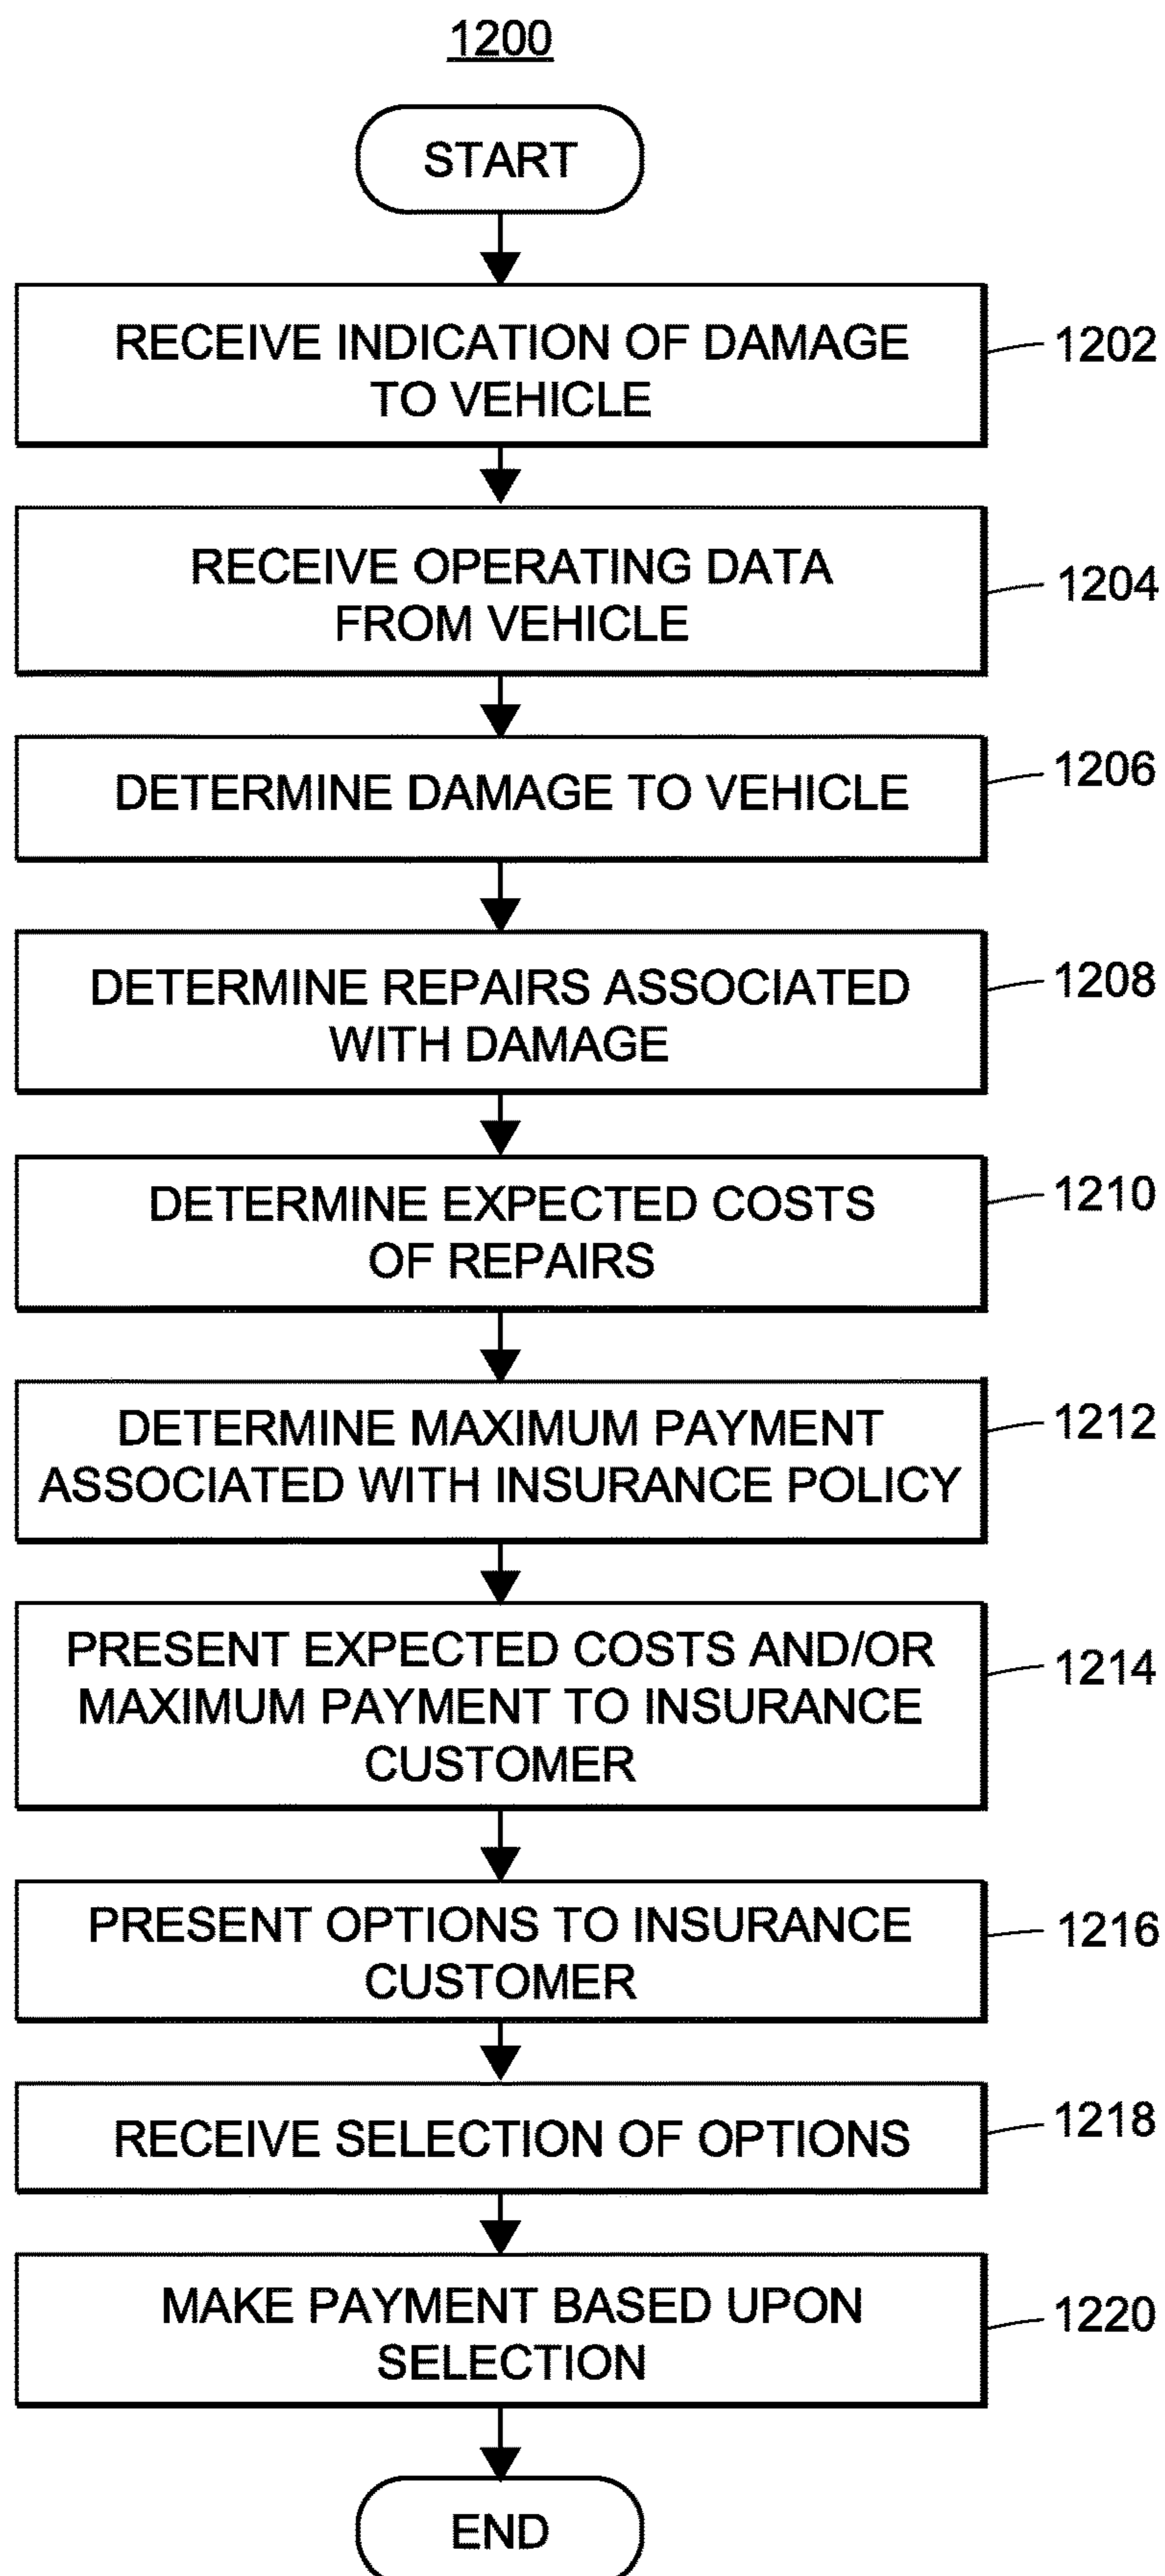 1200
START
RECEIVE INDICATION OF DAMAGE
TO VEHICLE
1202
RECEIVE OPERATING DATA
FROM VEHICLE
1204
DETERMINE DAMAGE TO VEHICLE
1206
DETERMINE REPAIRS ASSOCIATED
WITH DAMAGE
1208
DETERMINE EXPECTED COSTS
OF REPAIRS
1210
DETERMINE MAXIMUM PAYMENT
ASSOCIATED WITH INSURANCE POLICY
1212
PRESENT EXPECTED COSTS AND/OR
MAXIMUM PAYMENT TO INSURANCE
CUSTOMER
1214
PRESENT OPTIONS TO INSURANCE
CUSTOMER
1216
RECEIVE SELECTION OF OPTIONS
1218
MAKE PAYMENT BASED UPON
SELECTION
1220
END